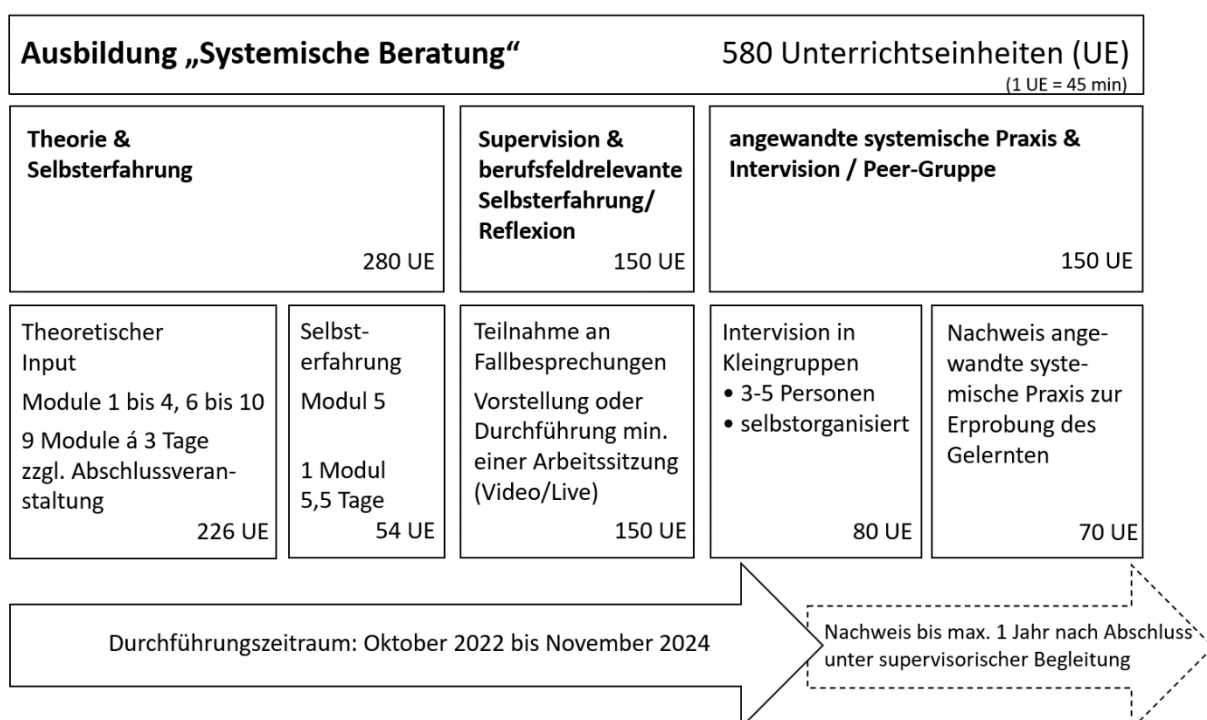 Ausbildung „Systemische Beratung“
580 Unterrichtseinheiten (UE)
(1 UE = 45 min)
Theorie &
Selbsterfahrung
280 UE
Supervision &
berufsfeldrelevante
Selbsterfahrung/
Reflexion
150 UE
angewandte systemische Praxis &
Intervision / Peer-Gruppe
150 UE
Theoretischer
Input
Module 1 bis 4, 6 bis 10
9 Module á 3 Tage
zzgl. Abschlussveran-
staltung
226 UE
Selbst-
erfahrung
Modul 5
1 Modul
5,5 Tage
54 UE
Teilnahme an
Fallbesprechungen
Vorstellung oder
Durchführung min.
einer Arbeitssitzung
(Video/Live)
150 UE
Intervision in
Kleingruppen
• 3-5 Personen
• selbstorganisiert
80 UE
Nachweis ange-
wandte syste-
mische Praxis zur
Erprobung des
Gelernten
70 UE
Durchführungszeitraum: Oktober 2022 bis November 2024
Nachweis bis max. 1 Jahr nach Abschluss
unter supervisorischer Begleitung